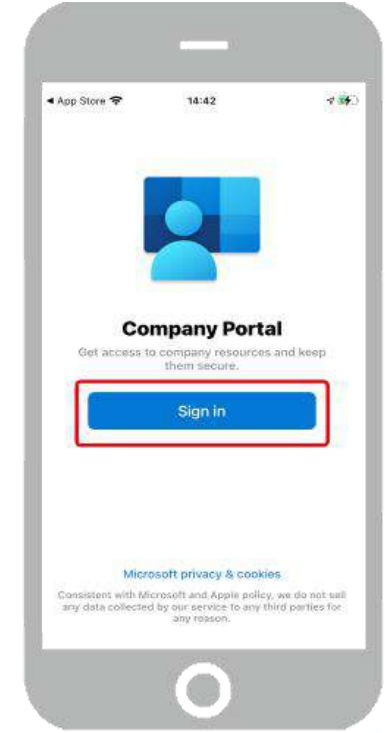 ◀ App Store 14:42
Company Portal
Get access to company resources and keep
them secure.
Sign in
Microsoft privacy & cookies
Consistent with Microsoft and Apple policy, we do not sell
any data collected by our service to any third parties for
any reason.